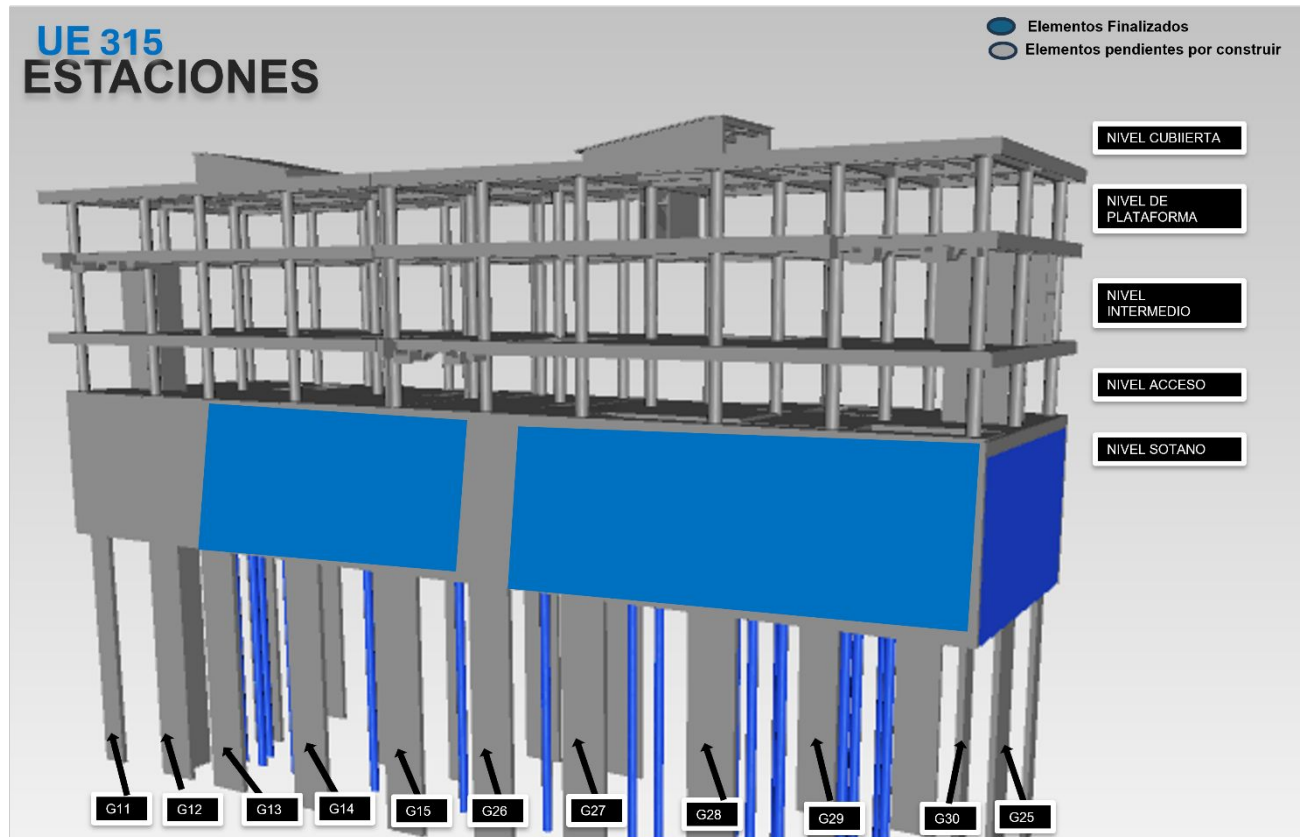 UE 315
ESTACIONES
Elementos Finalizados
Elementos pendientes por construir
NIVEL CUBIIERTA
NIVEL DE
PLATAFORMA
NIVEL
INTERMEDIO
NIVEL ACCESO
NIVEL SOTANO
G11
G12
G13
G14
G15
G26
G27
G28
G29
G30
G25